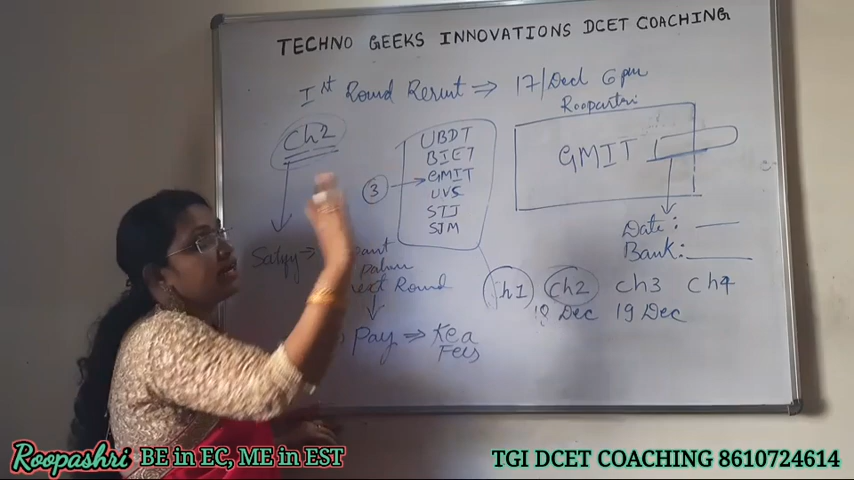 TECHNO GEEKS INNOVATIONS DCET COACHING
Ist Round Result ⇒ 17/Dec 6pm
Roopashri
Ch2
UBDT
BIET
GMIT
UVS
STJ
SJM
3
GMIT
Date:
Bank:
Ch1 Ch2 Ch3 Ch4
Dec 19 Dec
Round
Pay ⇒ Kea
Fees
Roopashri BE in EC, ME in EST
TGI DCET COACHING 8610724614